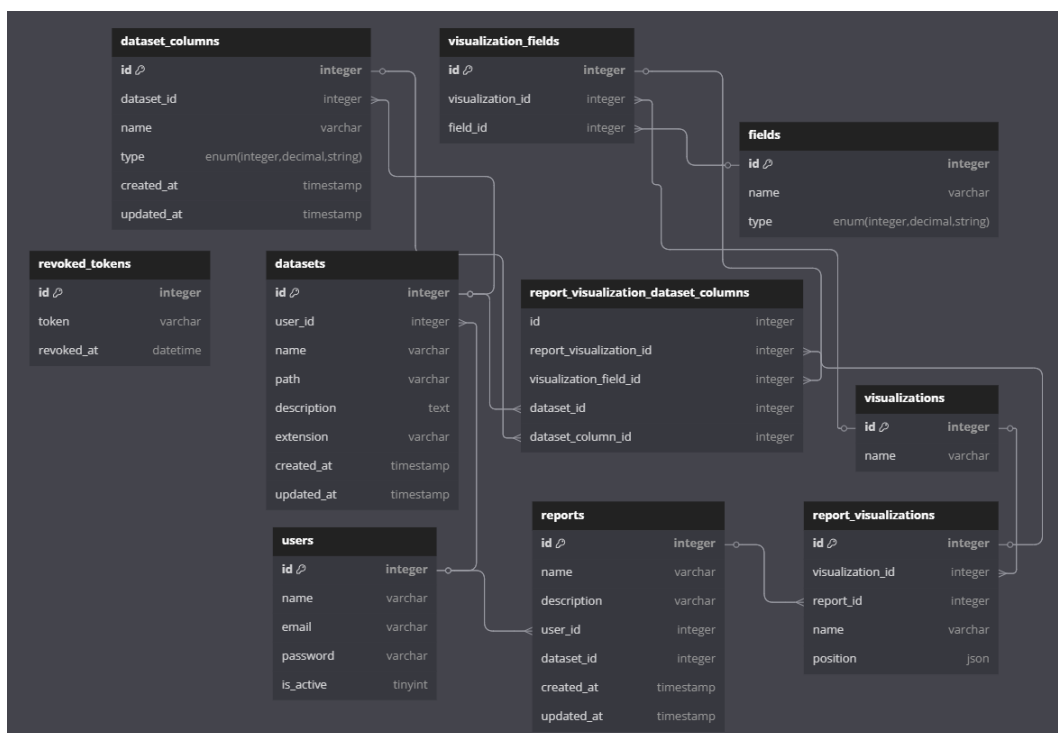 dataset_columns
id integer
dataset_id integer
name varchar
type enum(integer,decimal,string)
created_at timestamp
updated_at timestamp
visualization_fields
id integer
visualization_id integer
field_id integer
fields
id integer
name varchar
type enum(integer,decimal,string)
revoked_tokens
id integer
token varchar
revoked_at datetime
datasets
id integer
user_id integer
name varchar
path varchar
description text
extension varchar
created_at timestamp
updated_at timestamp
report_visualization_dataset_columns
id integer
report_visualization_id integer
visualization_field_id integer
dataset_id integer
dataset_column_id integer
visualizations
id integer
name varchar
users
id integer
name varchar
email varchar
password varchar
is_active tinyint
reports
id integer
name varchar
description varchar
user_id integer
dataset_id integer
created_at timestamp
updated_at timestamp
report_visualizations
id integer
visualization_id integer
report_id integer
name varchar
position json